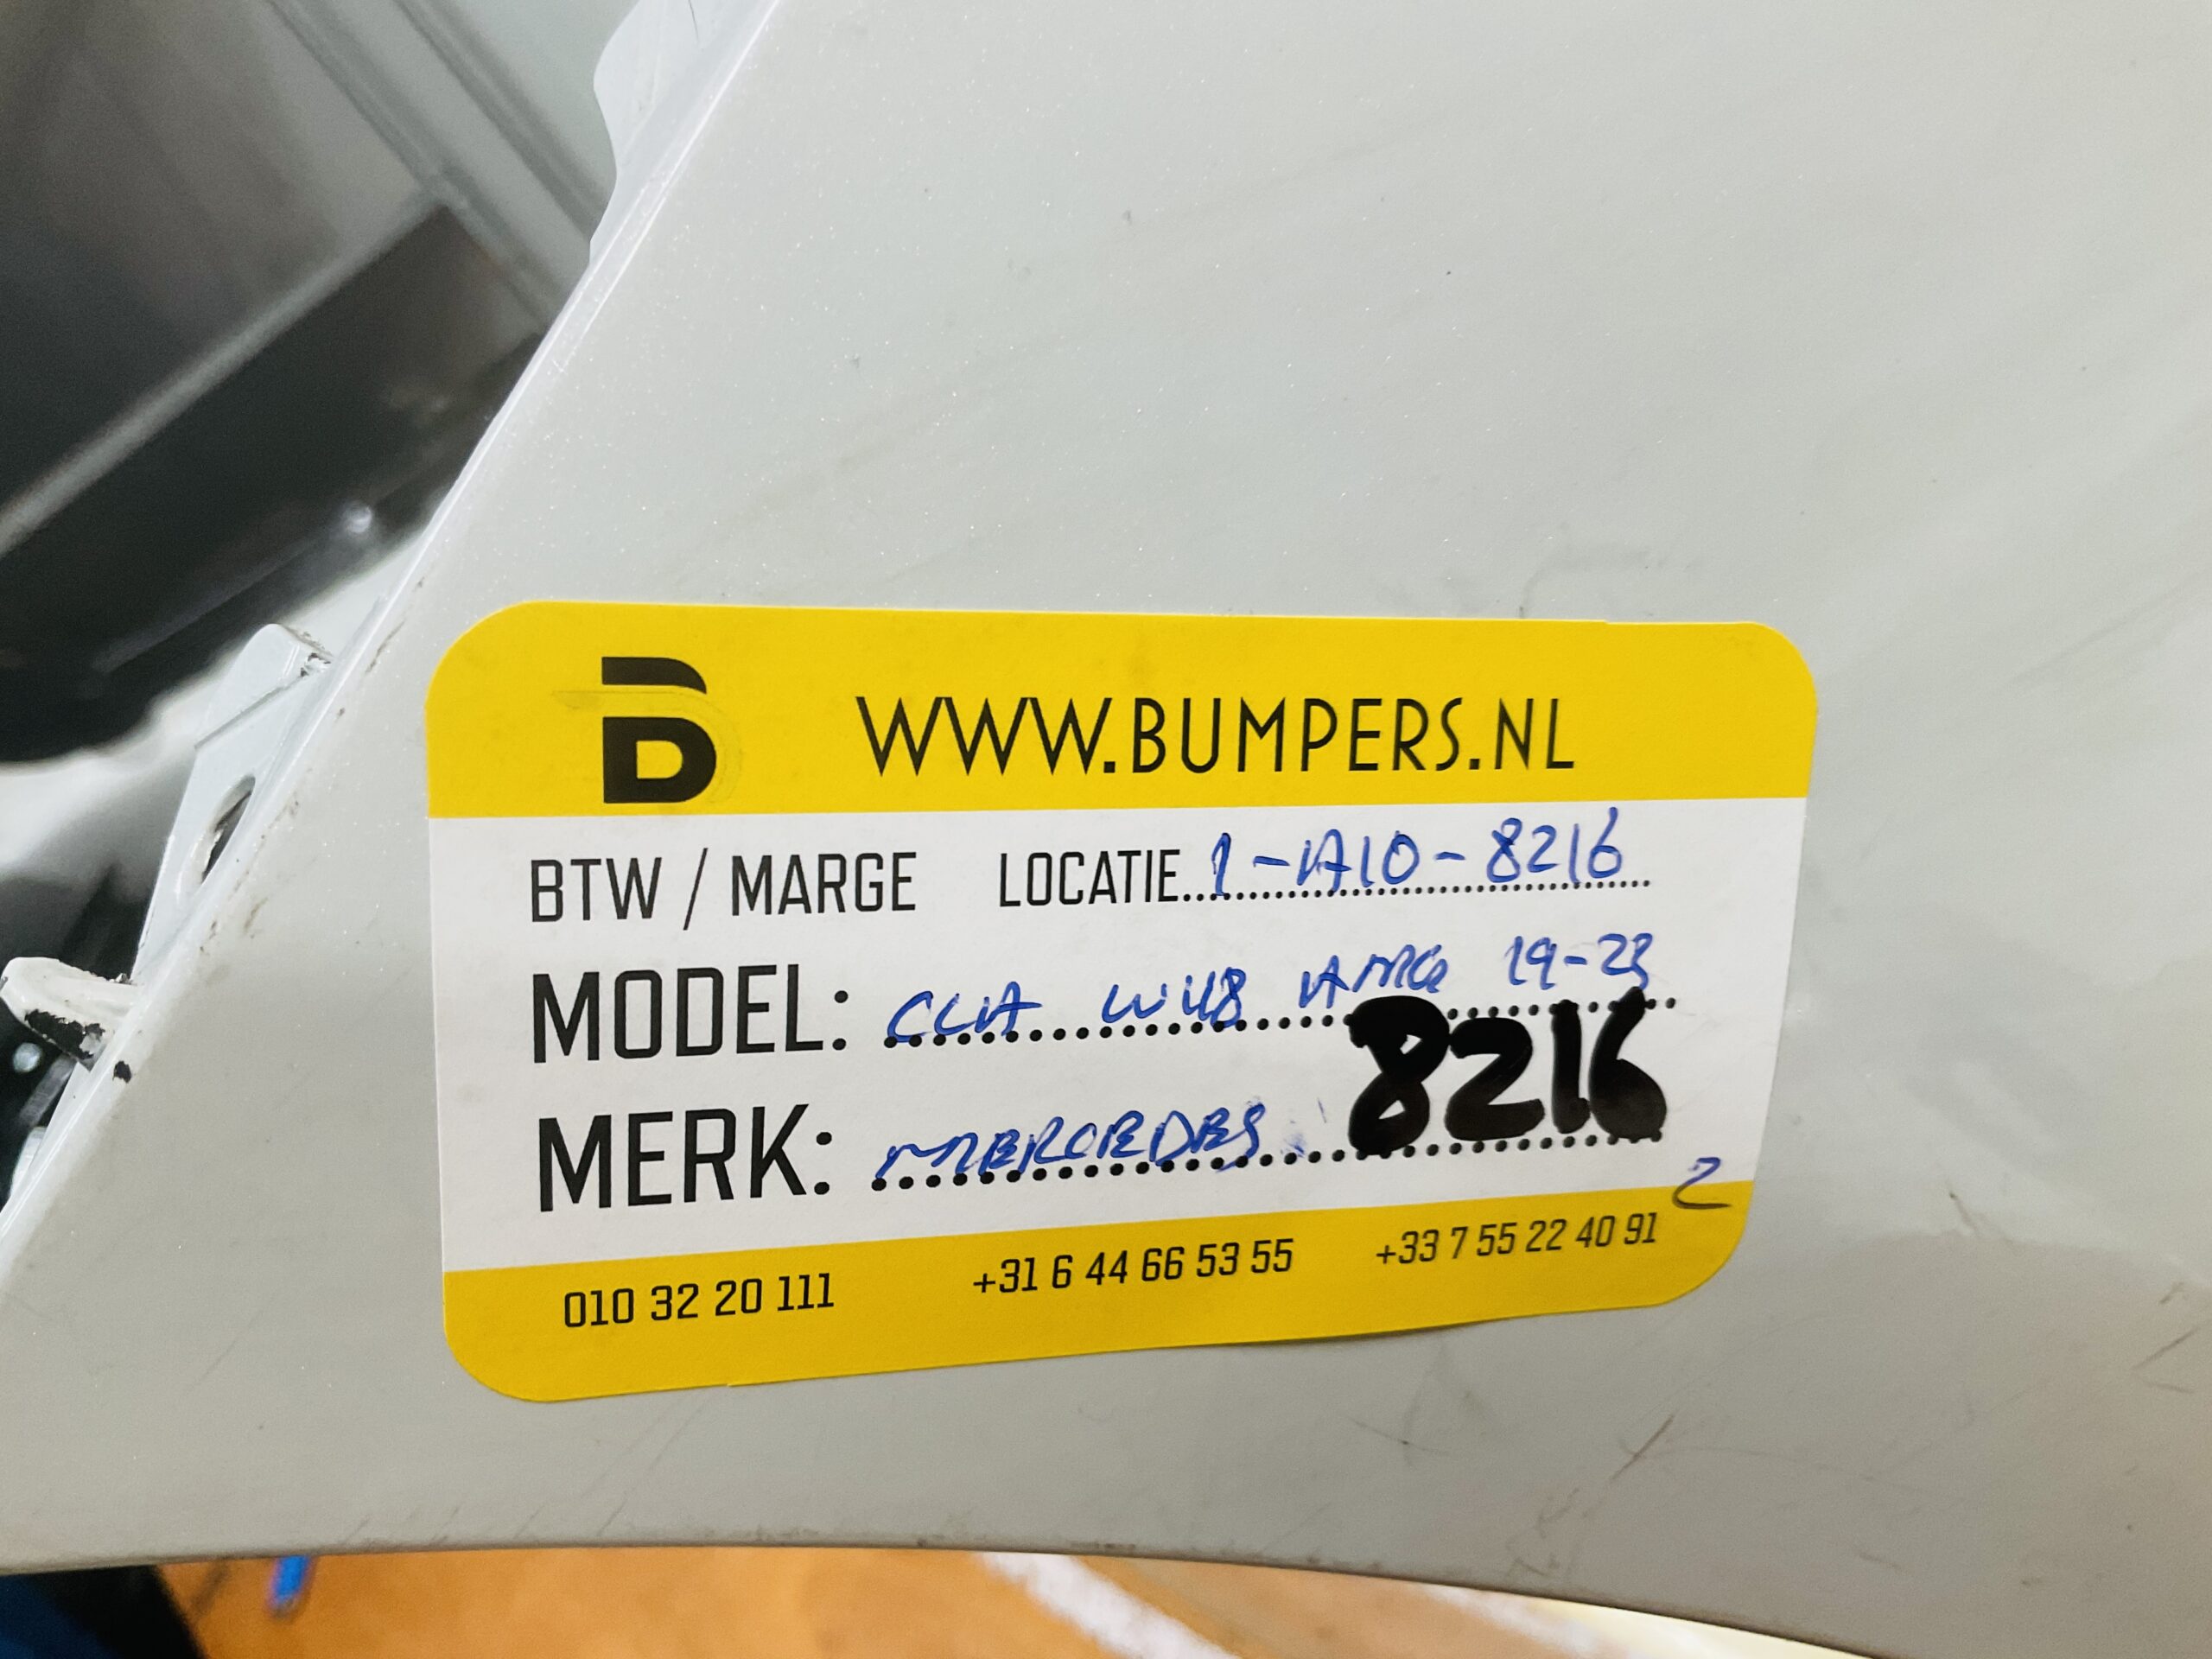 B WWW.BUMPERS.NL
BTW / MARGE LOCATIE 1-A10-8216
MODEL: CLA W118 AMG 19-23
8216
MERK: MERCEDES
2
010 32 20 111 +31 6 44 66 53 55 +33 7 55 22 40 91